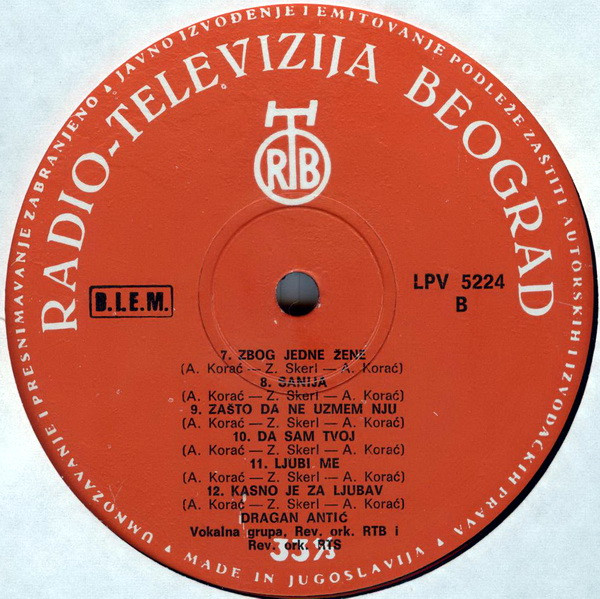 UMNOŽAVANJE I PRESNIMAVANJE ZABRANJENO ▲ JAVNO IZVOĐENJE I EMITOVANJE PODLEŽE ZAŠTITI AUTORSKIH I IZVOĐAČKIH PRAVA ▲
RADIO-TELEVIZIJA BEOGRAD
RTB
B.I.E.M.
LPV 5224
B
7. ZBOG JEDNE ŽENE
(A. Korać — Z. Skerl — A. Korać)
8. SANIJA
(A. Korać — Z. Skerl — A. Korać)
9. ZAŠTO DA NE UZMEM NJU
(A. Korać — Z. Skerl — A. Korać)
10. DA SAM TVOJ
(A. Korać — Z. Skerl — A. Korać)
11. LJUBI ME
(A. Korać — Z. Skerl — A. Korać)
12. KASNO JE ZA LJUBAV
(A. Korać — Z. Skerl — A. Korać)
DRAGAN ANTIĆ
Vokalna grupa, Rev. ork. RTB i
Rev. ork. RTS
33⅓
MADE IN JUGOSLAVIJA